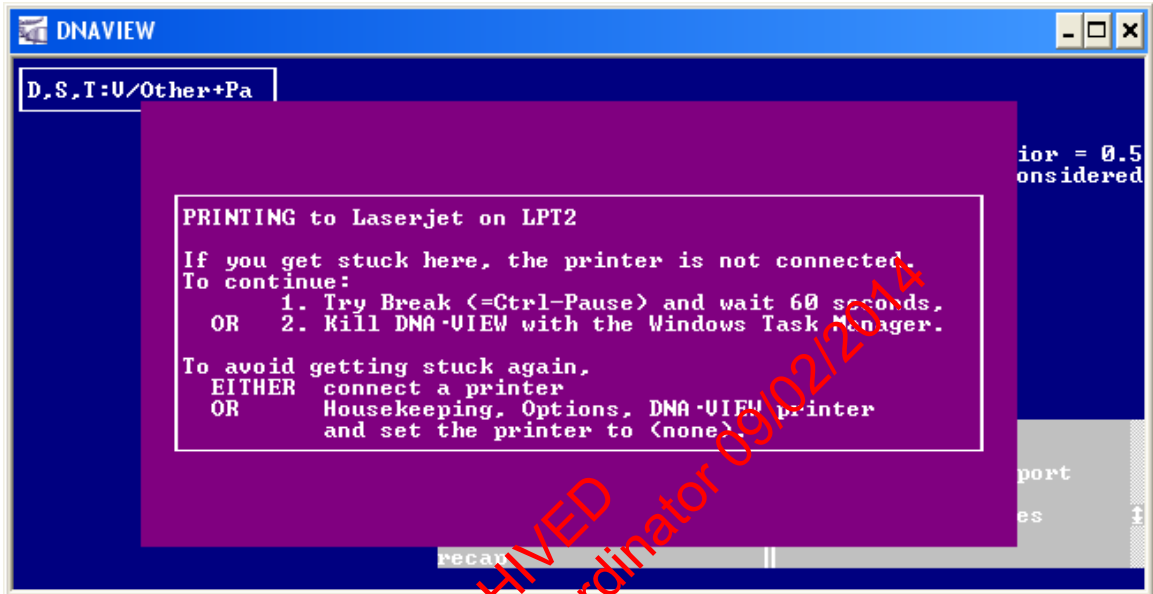 DNAVIEW
D,S,T:V/Other+Pa
ior = 0.5
onsidered
PRINTING to Laserjet on LPT2
If you get stuck here, the printer is not connected.
To continue:
1. Try Break (=Ctrl-Pause) and wait 60 seconds,
OR 2. Kill DNA·VIEW with the Windows Task Manager.
To avoid getting stuck again,
EITHER connect a printer
OR Housekeeping, Options, DNA·VIEW printer
and set the printer to (none).
port
es
recap
HIVED
rdinator 09/02/2014